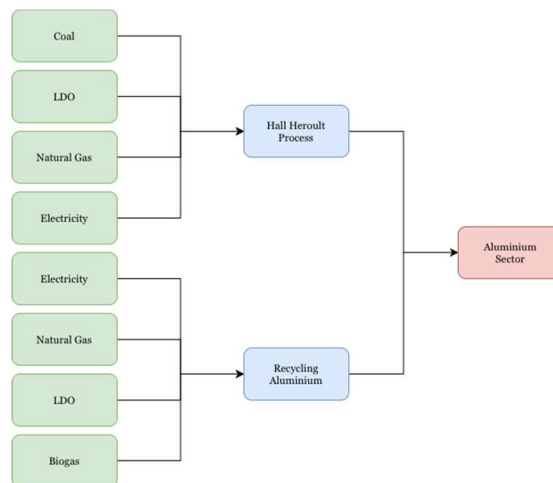 Coal
LDO
Natural Gas
Electricity
Electricity
Natural Gas
LDO
Biogas
Hall Heroult
Process
Recycling
Aluminium
Aluminium
Sector